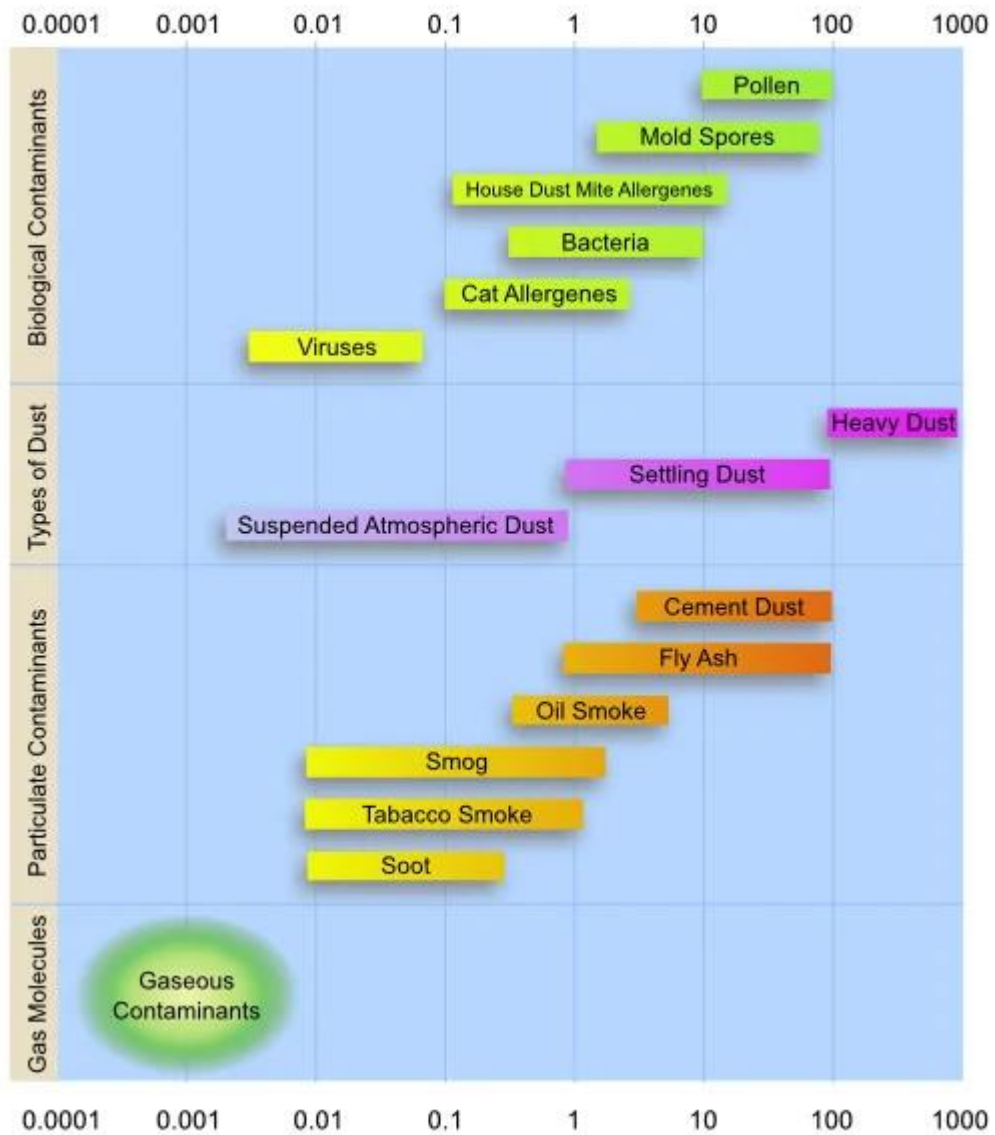 0.0001 0.001 0.01 0.1 1 10 100 1000
Biological Contaminants
Pollen
Mold Spores
House Dust Mite Allergenes
Bacteria
Cat Allergenes
Viruses
Types of Dust
Heavy Dust
Settling Dust
Suspended Atmospheric Dust
Particulate Contaminants
Cement Dust
Fly Ash
Oil Smoke
Smog
Tabacco Smoke
Soot
Gas Molecules
Gaseous
Contaminants
0.0001 0.001 0.01 0.1 1 10 100 1000